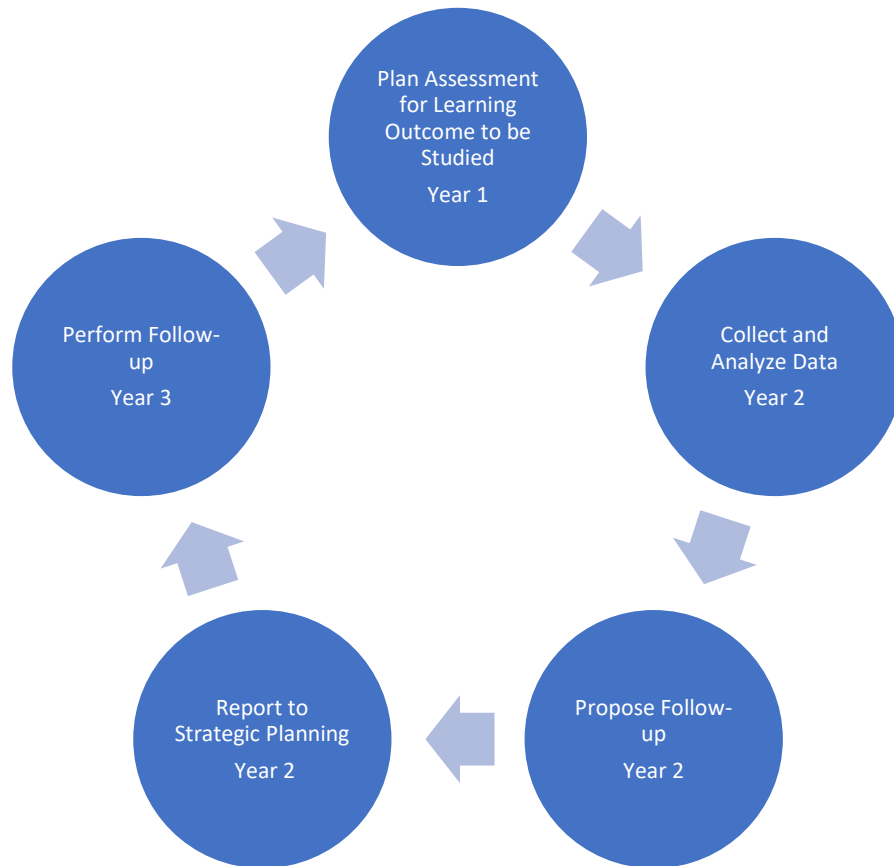 Plan Assessment
for Learning
Outcome to be
Studied
Year 1
Collect and
Analyze Data
Year 2
Propose Follow-
up
Year 2
Report to
Strategic Planning
Year 2
Perform Follow-
up
Year 3